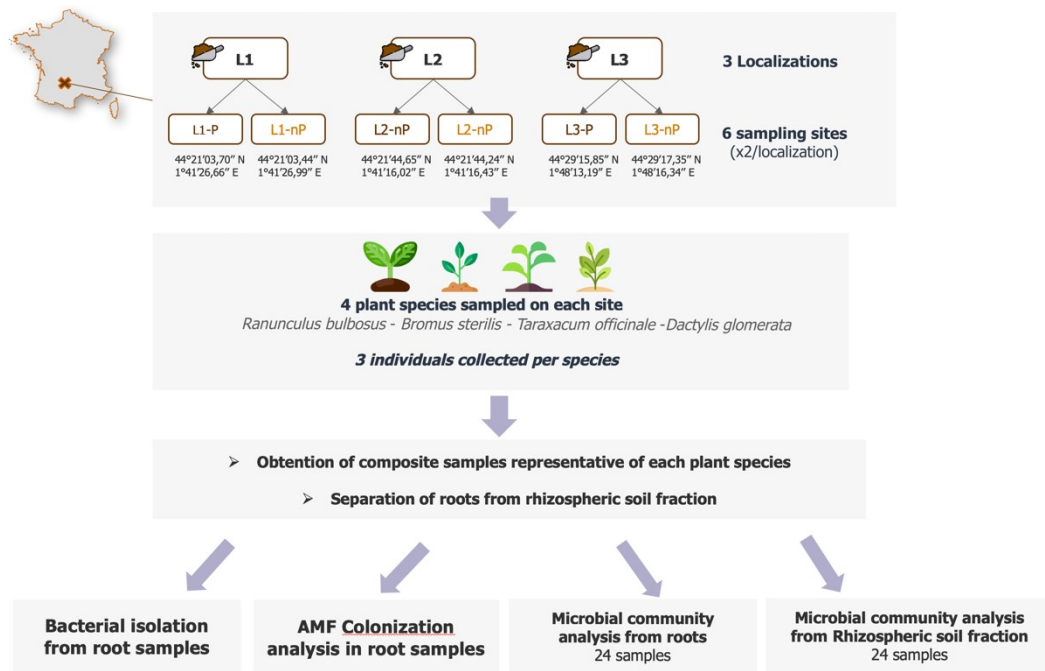 L1
L2
L3
3 Localizations
L1-P
L1-nP
L2-nP
L2-nP
L3-P
L3-nP
6 sampling sites
(x2/localization)
44°21’03,70’’ N
1°41’26,66’’ E
44°21’03,44’’ N
1°41’26,99’’ E
44°21’44,65’’ N
1°41’16,02’’ E
44°21’44,24’’ N
1°41’16,43’’ E
44°29’15,85’’ N
1°48’13,19’’ E
44°29’17,35’’ N
1°48’16,34’’ E
4 plant species sampled on each site
Ranunculus bulbosus - Bromus sterilis - Taraxacum officinale -Dactylis glomerata
3 individuals collected per species
➢ Obtention of composite samples representative of each plant species
➢ Separation of roots from rhizospheric soil fraction
Bacterial isolation
from root samples
AMF Colonization
analysis in root samples
Microbial community
analysis from roots
24 samples
Microbial community analysis
from Rhizospheric soil fraction
24 samples